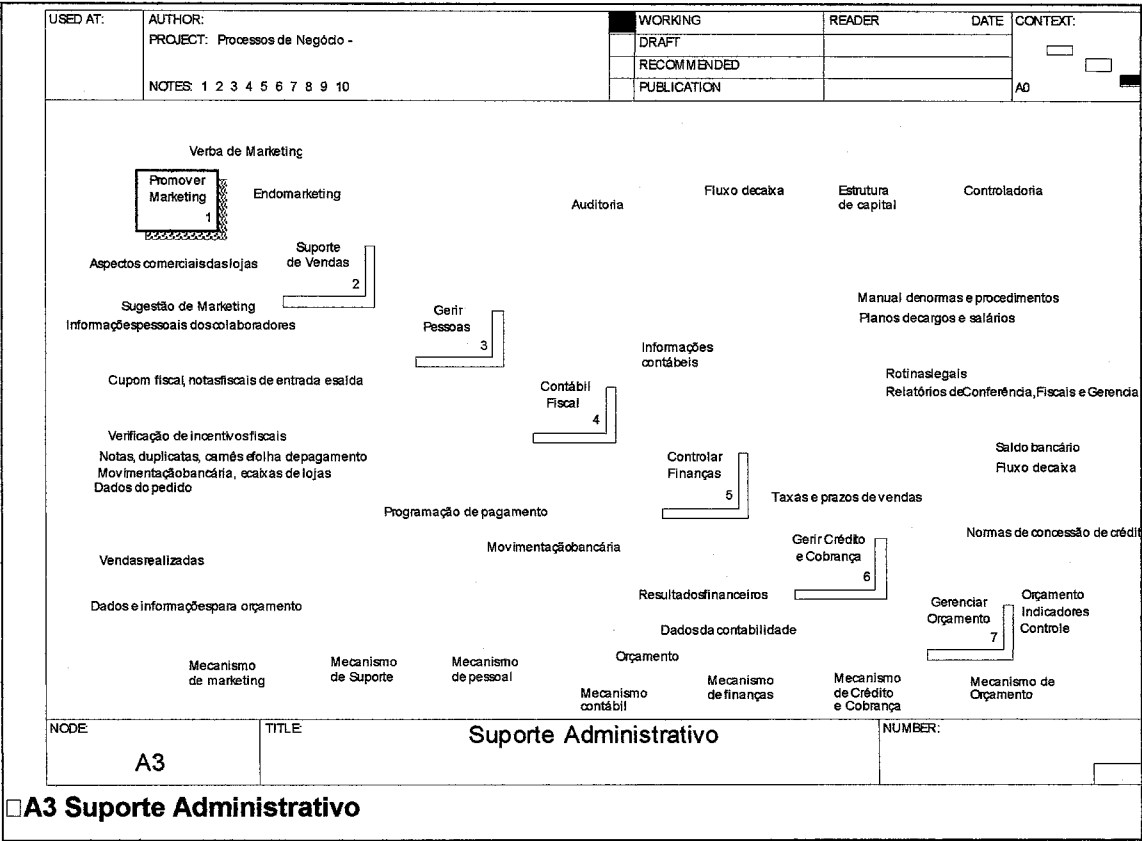 USED AT:
AUTHOR:
PROJECT: Processos de Negócio -
NOTES: 1 2 3 4 5 6 7 8 9 10
WORKING
DRAFT
RECOMMENDED
PUBLICATION
READER
DATE
CONTEXT:
A0
Verba de Marketing
Promover
Marketing
1
Endomarketing
Auditoria
Fluxo decaixa
Estrutura
de capital
Controladoria
Aspectos comerciaisdaslojas
Suporte
de Vendas
2
Sugestão de Marketing
Informaçõespessoais doscolaboradores
Gerir
Pessoas
3
Manual denormas e procedimentos
Planos decargos e salários
Informações
contábeis
Cupom fiscal, notasfiscais de entrada esaída
Contábil
Fiscal
4
Rotinaslegais
Relatórios deConferência,Fiscais e Gerencia
Verificação de incentivosfiscais
Notas, duplicatas, carnês efolha depagamento
Movimentaçãobancária, ecaixas de lojas
Dados do pedido
Controlar
Finanças
5
Saldo bancário
Fluxo decaixa
Taxas e prazos de vendas
Programação de pagamento
Movimentaçãobancária
Gerir Crédito
e Cobrança
6
Normas de concessão de crédit
Vendasrealizadas
Dados e informaçõespara orçamento
Resultadosfinanceiros
Gerenciar
Orçamento
7
Orçamento
Indicadores
Controle
Dadosda contabilidade
Orçamento
Mecanismo
de marketing
Mecanismo
de Suporte
Mecanismo
de pessoal
Mecanismo
contábil
Mecanismo
definanças
Mecanismo
de Crédito
e Cobrança
Mecanismo de
Orçamento
NODE:
A3
TITLE:
Suporte Administrativo
NUMBER:
A3 Suporte Administrativo